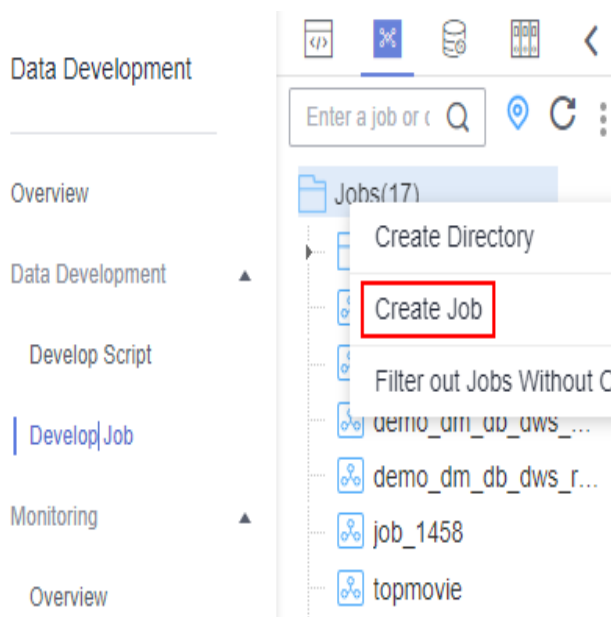 Data Development
Overview
Data Development
Develop Script
Develop Job
Monitoring
Overview
</>
Enter a job or
Jobs(17)
Create Directory
Create Job
Filter out Jobs Without
demo_dm_db_dws_...
demo_dm_db_dws_r...
job_1458
topmovie